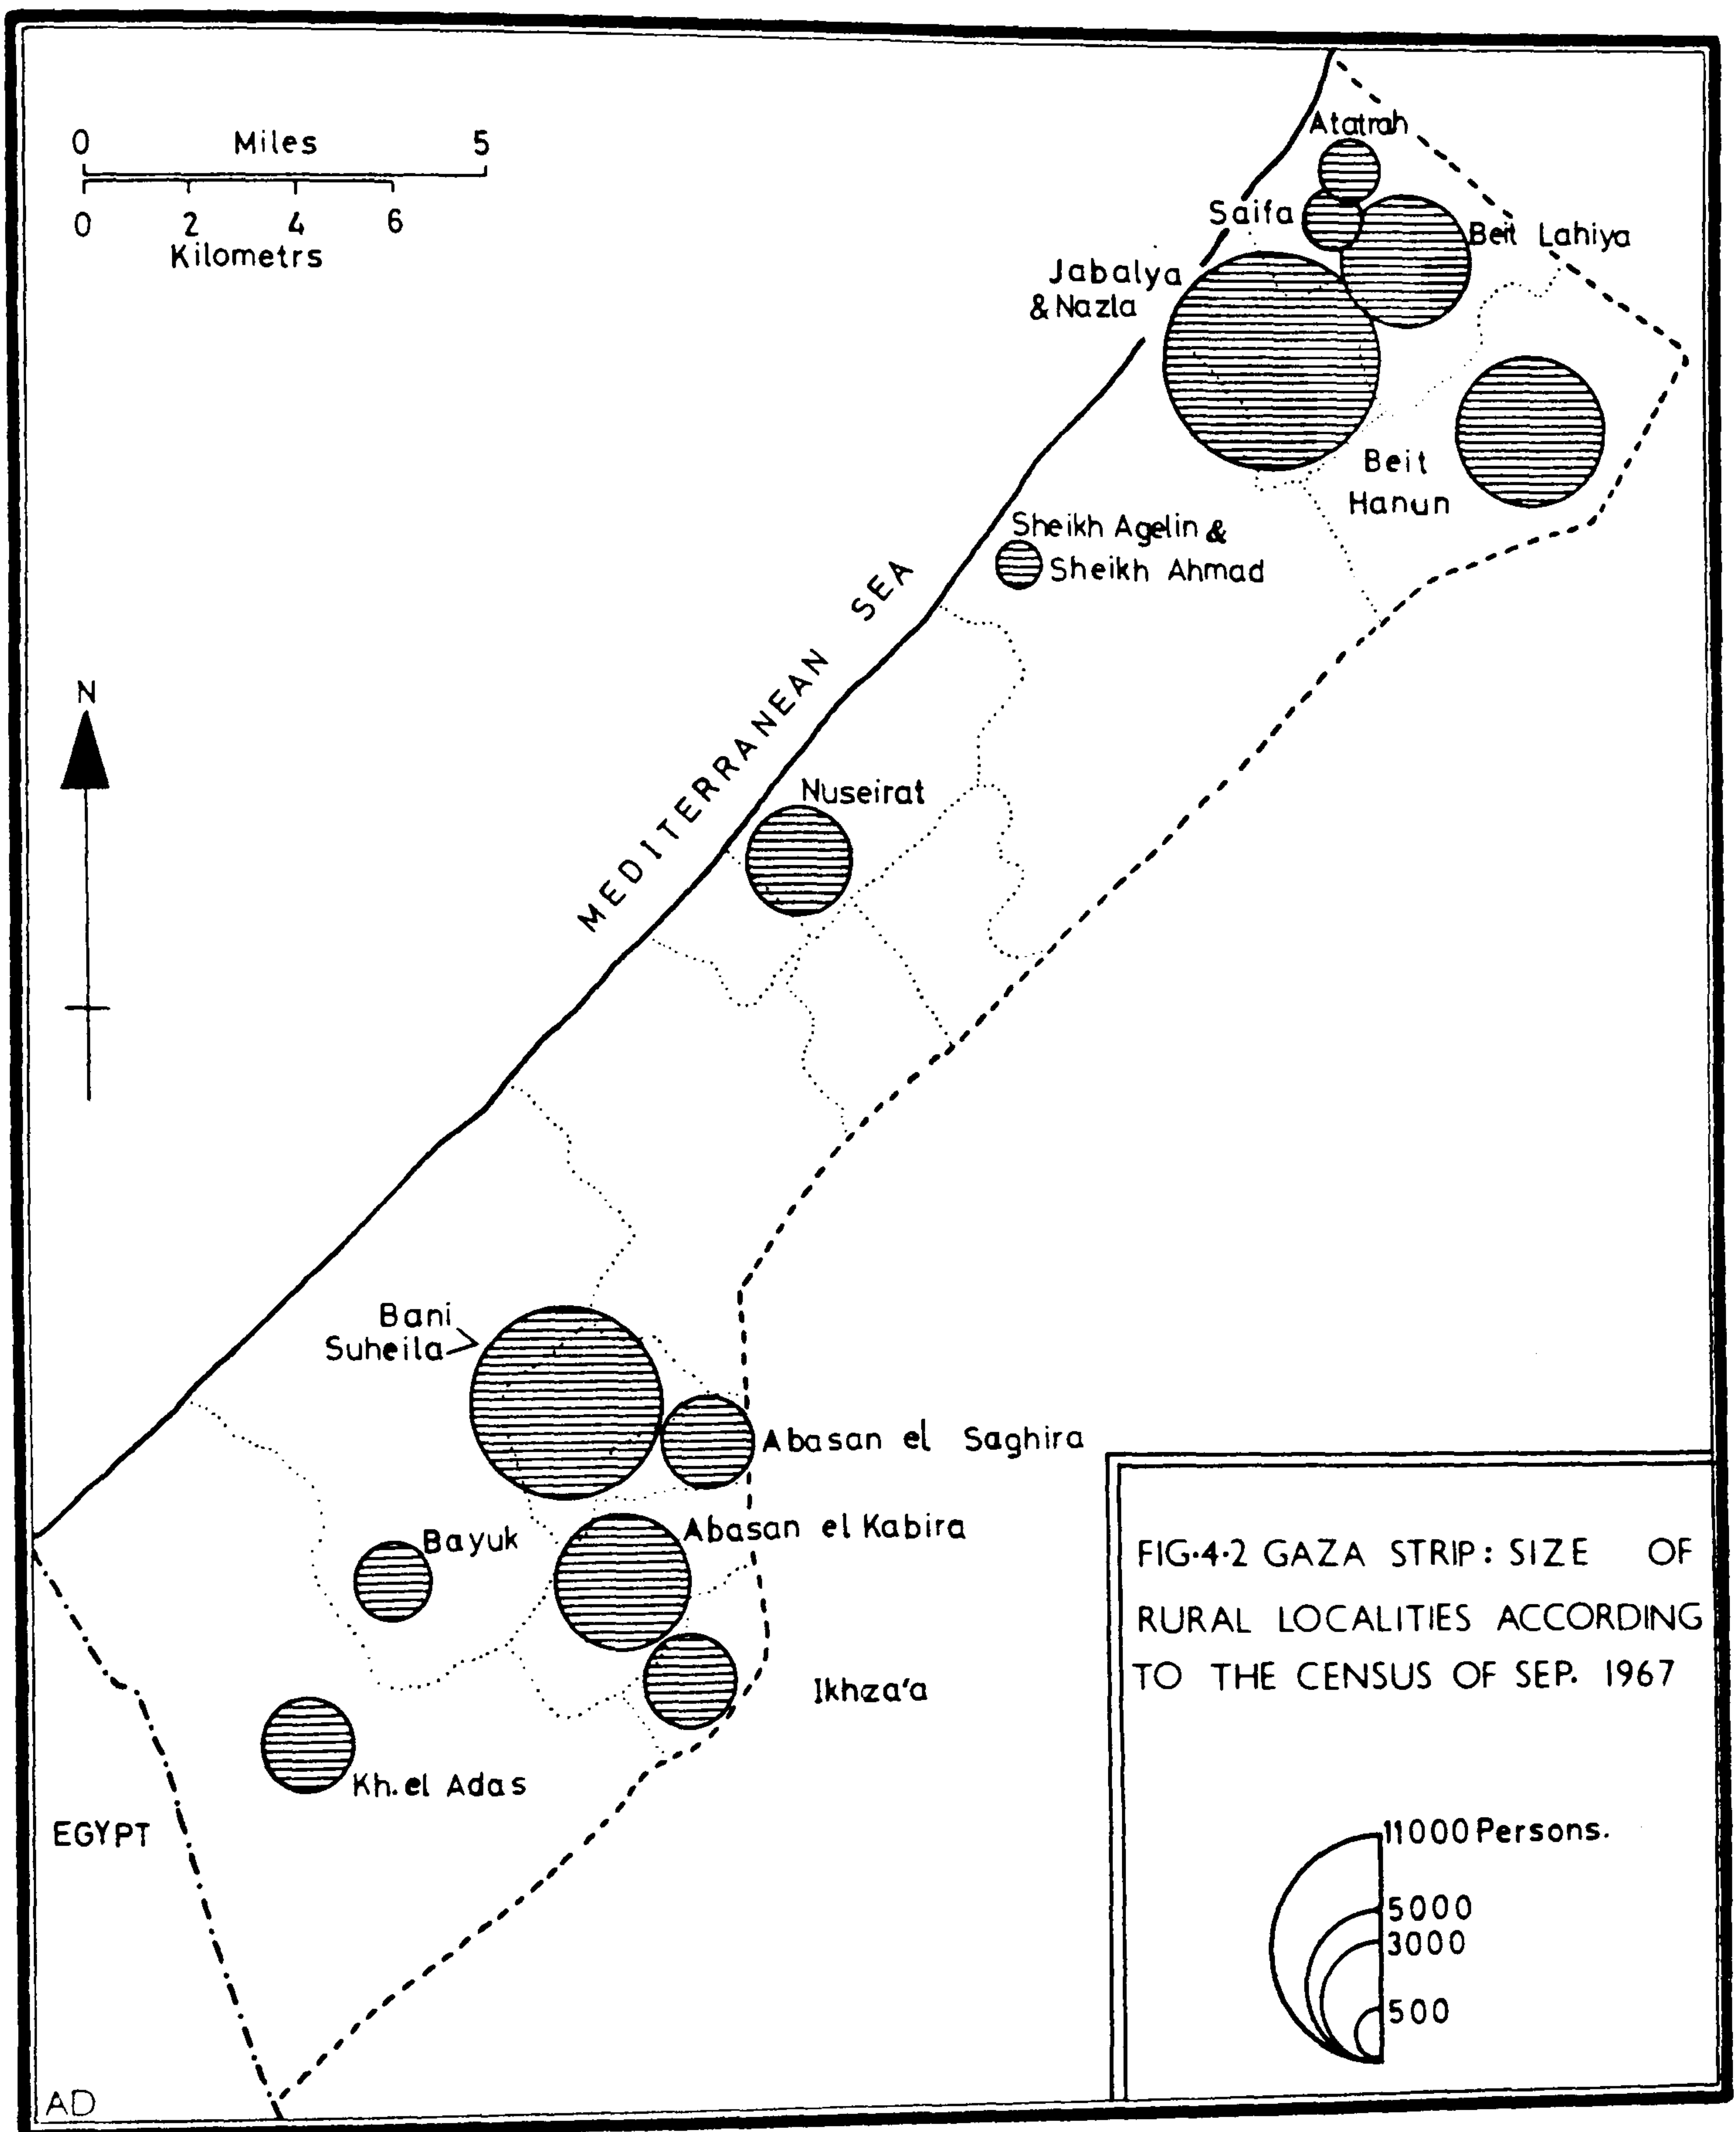 0 Miles 5
0 2 4 6
Kilometrs
Atatrah
Saifa
Beit Lahiya
Jabalya
& Nazla
Beit
Hanun
Sheikh Agelin &
Sheikh Ahmad
MEDITERRANEAN SEA
N
Nuseirat
Bani
Suheila
Abasan el Saghira
Abasan el Kabira
Bayuk
Ikhza'a
Kh. el Adas
EGYPT
AD
FIG·4·2 GAZA STRIP: SIZE OF
RURAL LOCALITIES ACCORDING
TO THE CENSUS OF SEP. 1967
11000 Persons.
5000
3000
500